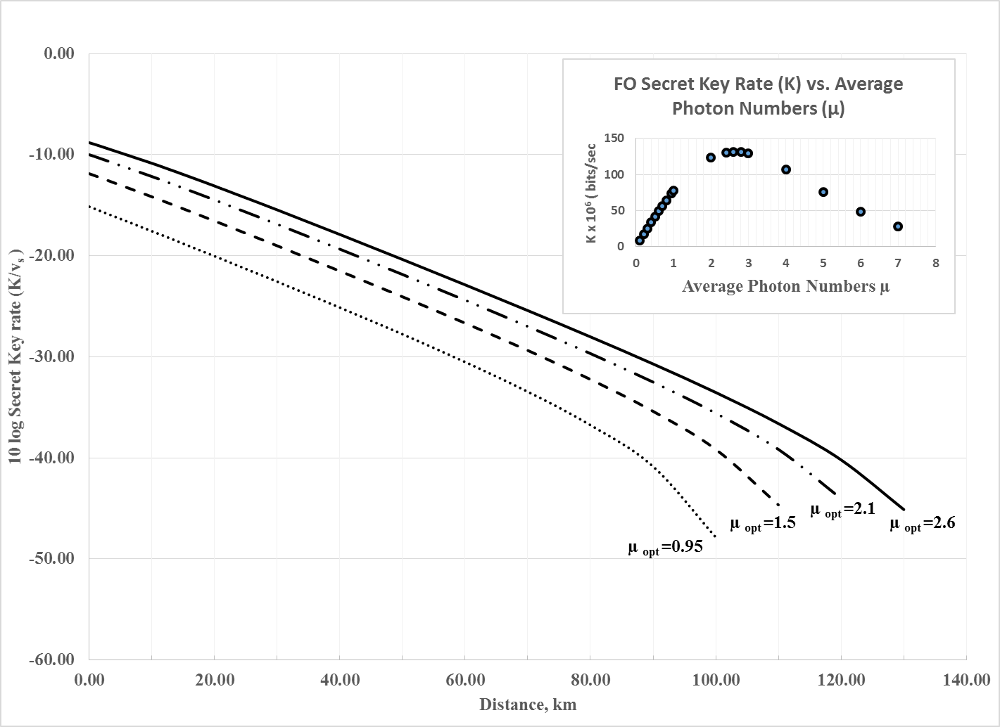 0.00
-10.00
-20.00
-30.00
-40.00
-50.00
-60.00
10 log Secret Key rate (K/vs )
0.00 20.00 40.00 60.00 80.00 100.00 120.00 140.00
Distance, km
FO Secret Key Rate (K) vs. Average
Photon Numbers (μ)
150
100
50
0
K x 10⁶ ( bits/sec
0 1 2 3 4 5 6 7 8
Average Photon Numbers μ
μ opt=0.95
μ opt=1.5
μ opt=2.1
μ opt=2.6